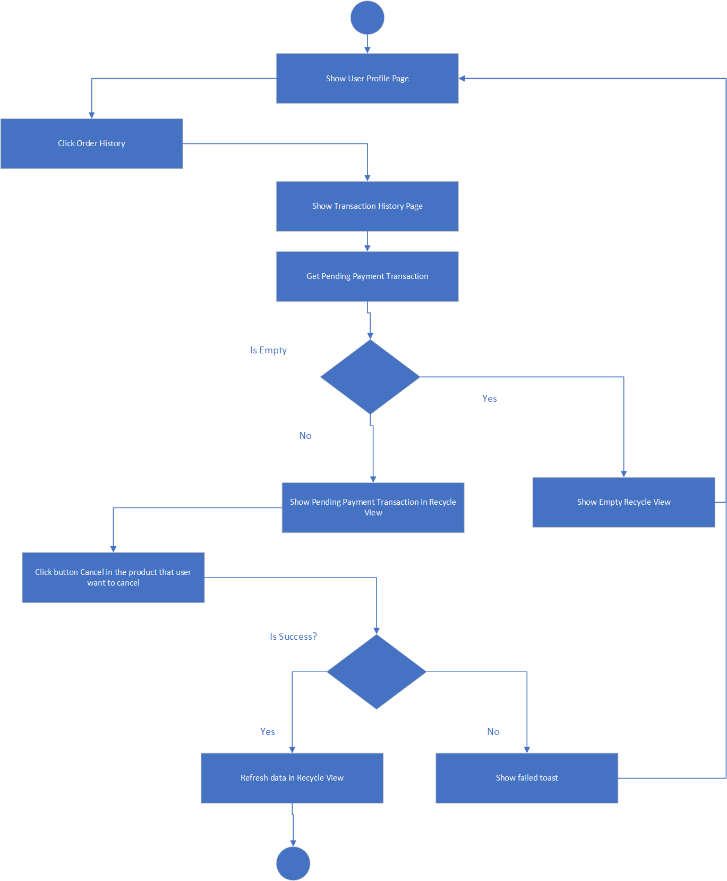 Show User Profile Page
Click Order History
Show Transaction History Page
Get Pending Payment Transaction
Is Empty
Yes
No
Show Pending Payment Transaction in Recycle
View
Show Empty Recycle View
Click button Cancel in the product that user
want to cancel
Is Success?
Yes
No
Refresh data in Recycle View
Show failed toast